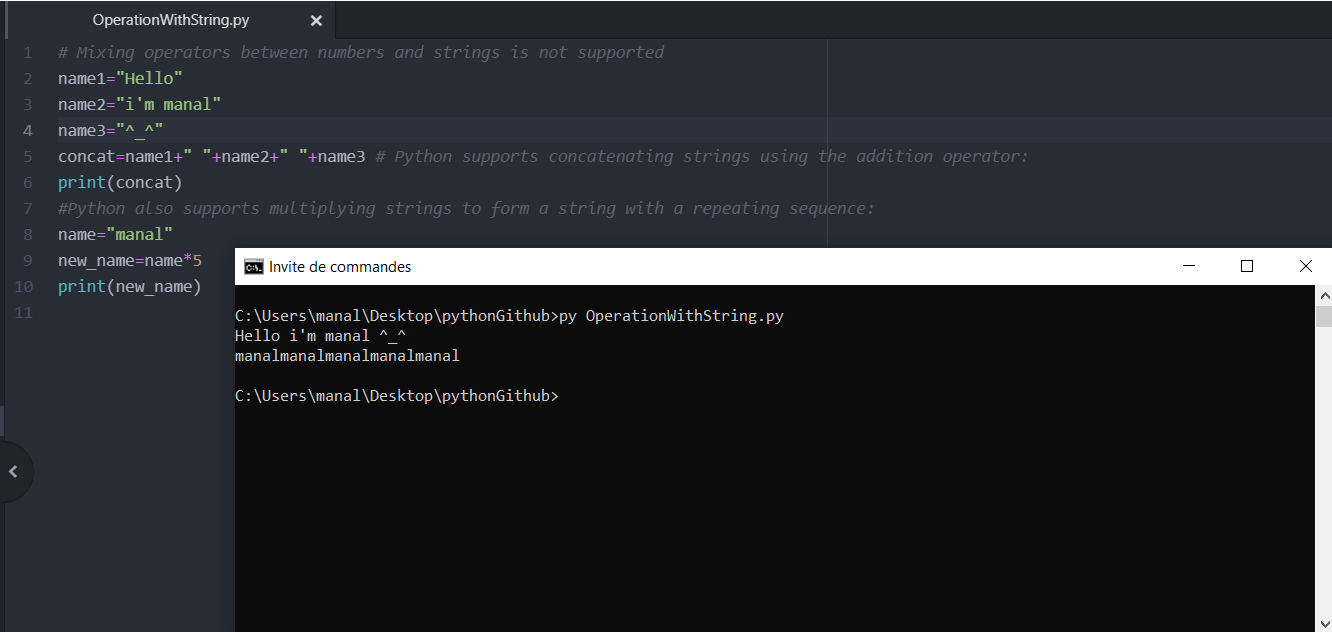 OperationWithString.py
1 # Mixing operators between numbers and strings is not supported
2 name1="Hello"
3 name2="i'm manal"
4 name3="^_^"
5 concat=name1+" "+name2+" "+name3 # Python supports concatenating strings using the addition operator:
6 print(concat)
7 #Python also supports multiplying strings to form a string with a repeating sequence:
8 name="manal"
9 new_name=name*5
10 print(new_name)
11
Invite de commandes
C:\Users\manal\Desktop\pythonGithub>py OperationWithString.py
Hello i'm manal ^_^
manalmanalmanalmanalmanal
C:\Users\manal\Desktop\pythonGithub>